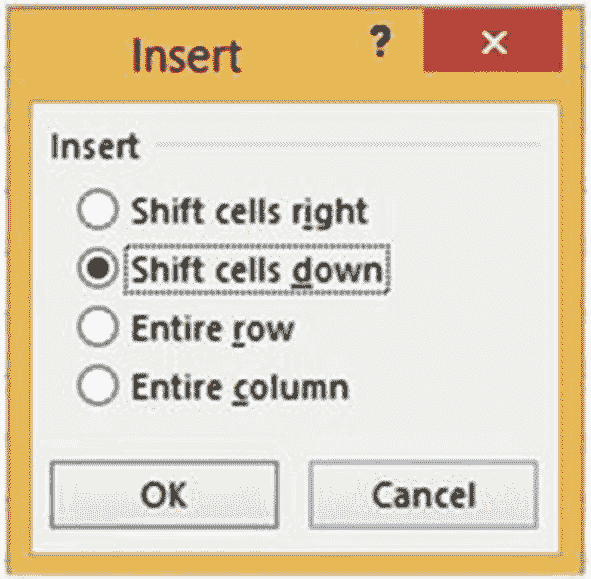 Insert ?
Insert
Shift cells right
Shift cells down
Entire row
Entire column
OK Cancel